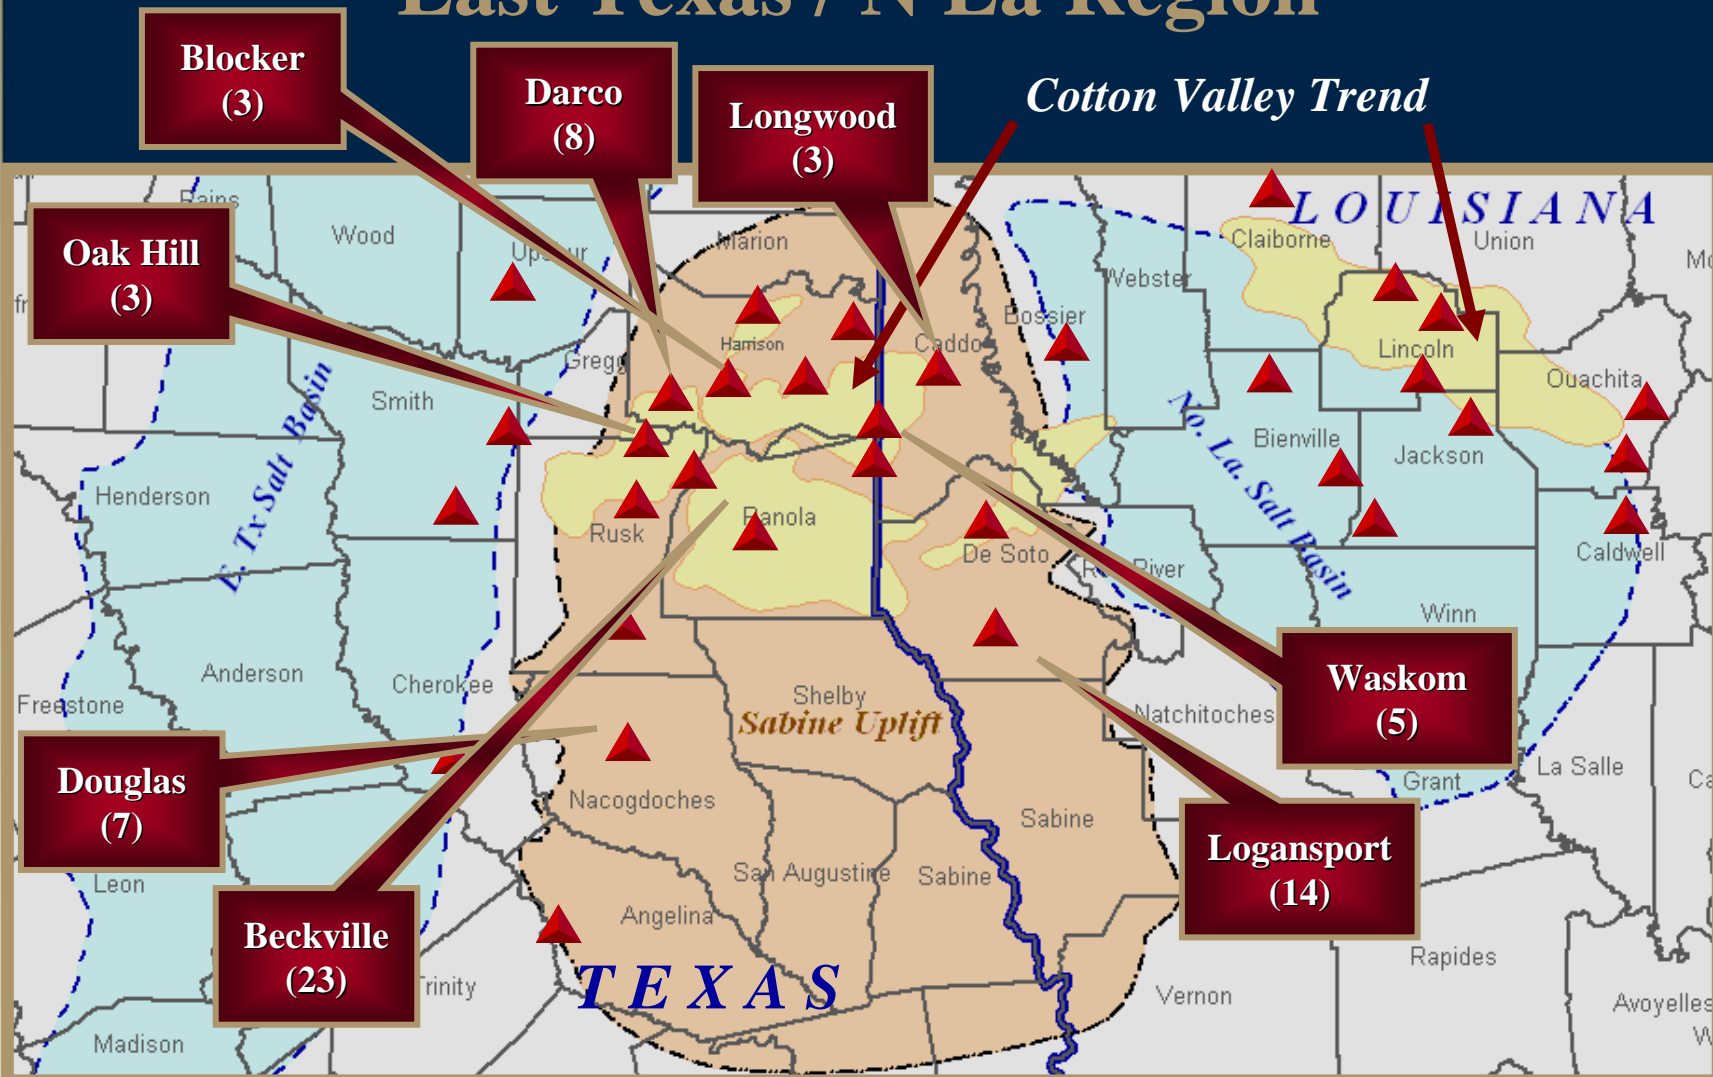 East Texas / N La Region
Blocker
(3)
Darco
(8)
Longwood
(3)
Cotton Valley Trend
Oak Hill
(3)
Rains
Wood
Upshur
Marion
LOUISIANA
Claiborne
Union
Webster
Bossier
Gregg
Harrison
Caddo
Lincoln
Ouachita
Smith
E. Tx Salt Basin
No. La. Salt Basin
Bienville
Jackson
Henderson
Rusk
Panola
De Soto
Red River
Caldwell
Winn
Anderson
Cherokee
Freestone
Shelby
Sabine Uplift
Natchitoches
Waskom
(5)
Douglas
(7)
Nacogdoches
Sabine
Grant
La Salle
Logansport
(14)
Leon
San Augustine
Sabine
Angelina
Beckville
(23)
TEXAS
Trinity
Vernon
Rapides
Avoyelles
Madison